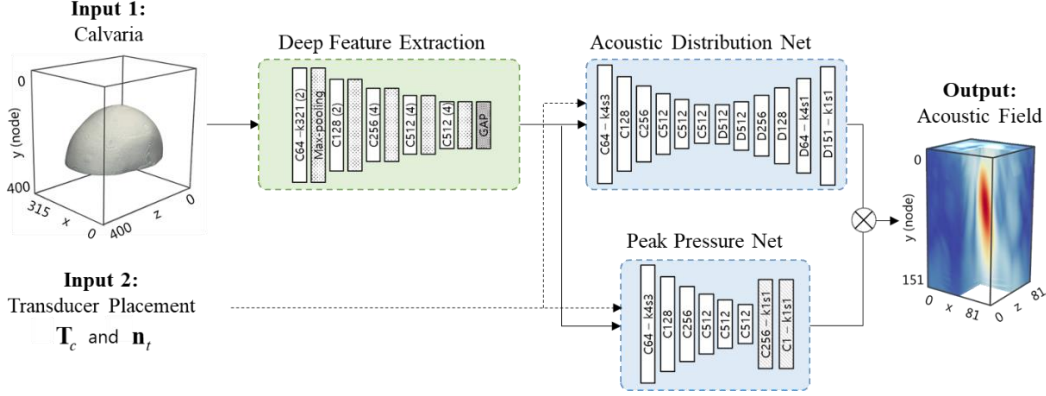 Input 1:
Calvaria
0
y (node)
400
315
x
0
400
z
0
Input 2:
Transducer Placement
T_c and n_t
Deep Feature Extraction
C64 – k321 (2)
Max-pooling
C128 (2)
C256 (4)
C512 (4)
C512 (4)
GAP
Acoustic Distribution Net
C64 – k4s3
C128
C256
C512
C512
C512
D512
D512
D256
D128
D64 – k4s1
D151 – k1s1
Peak Pressure Net
C64 – k4s3
C128
C256
C512
C512
C512
C256 – k1s1
C1 – k1s1
Output:
Acoustic Field
0
y (node)
151
0
x
81
0
z
81